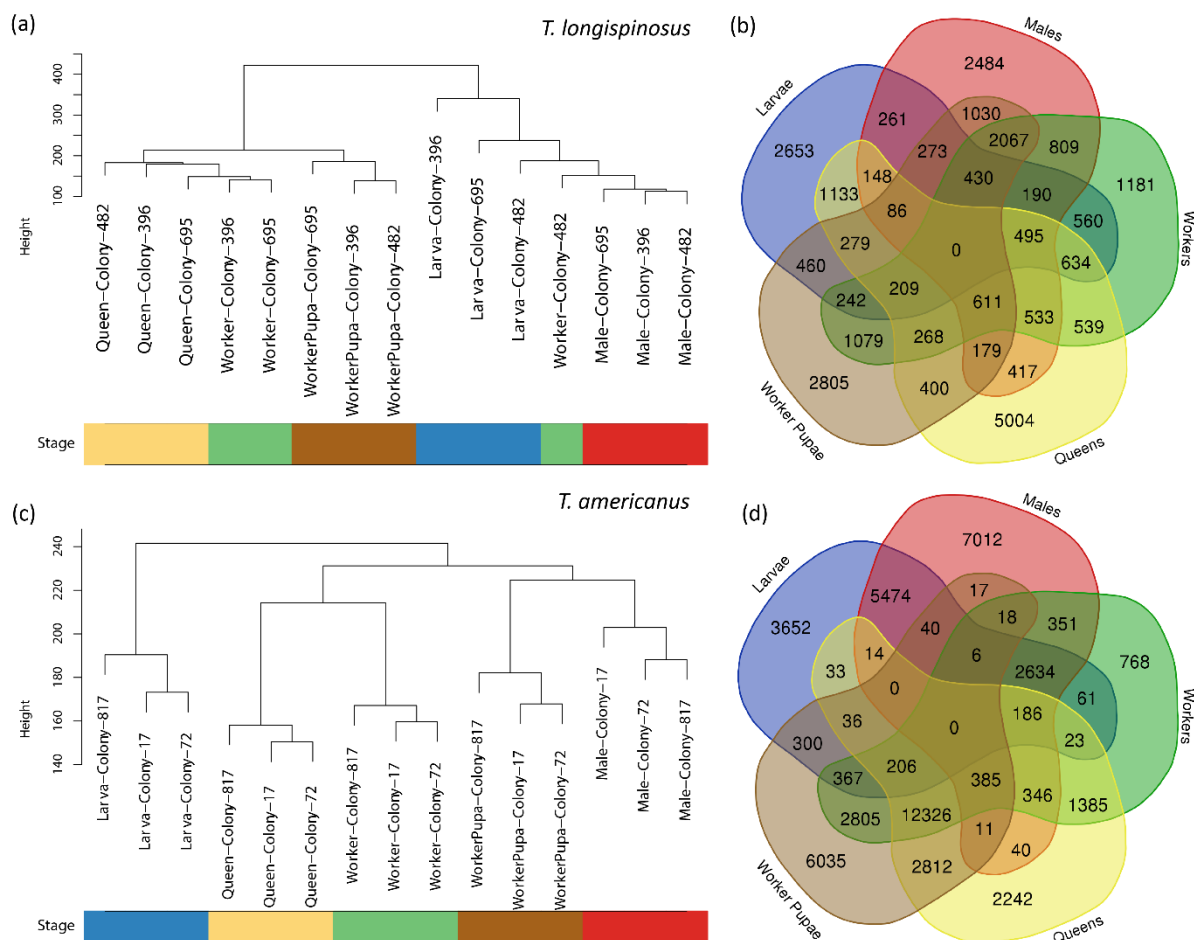 (a)
T. longispinosus
400
300
200
100
Height
Queen-Colony-482
Queen-Colony-396
Queen-Colony-695
Worker-Colony-396
Worker-Colony-695
WorkerPupa-Colony-695
WorkerPupa-Colony-396
WorkerPupa-Colony-482
Larva-Colony-396
Larva-Colony-695
Larva-Colony-482
Worker-Colony-482
Male-Colony-695
Male-Colony-396
Male-Colony-482
Stage
(b)
Males
Larvae
Workers
Worker Pupae
Queens
2484
261
1030
2653
273
2067
809
1181
1133
148
430
190
560
86
495
279
0
634
460
209
611
242
533
539
1079
268
179
2805
400
417
5004
(c)
T. americanus
240
220
200
180
160
140
Height
Larva-Colony-817
Larva-Colony-17
Larva-Colony-72
Queen-Colony-817
Queen-Colony-17
Queen-Colony-72
Worker-Colony-817
Worker-Colony-17
Worker-Colony-72
WorkerPupa-Colony-817
WorkerPupa-Colony-17
WorkerPupa-Colony-72
Male-Colony-17
Male-Colony-72
Male-Colony-817
Stage
(d)
Males
Larvae
Workers
Worker Pupae
Queens
7012
5474
17
3652
40
18
351
768
33
14
6
2634
61
0
186
36
0
23
300
206
385
367
346
1385
2805
12326
11
6035
2812
40
2242